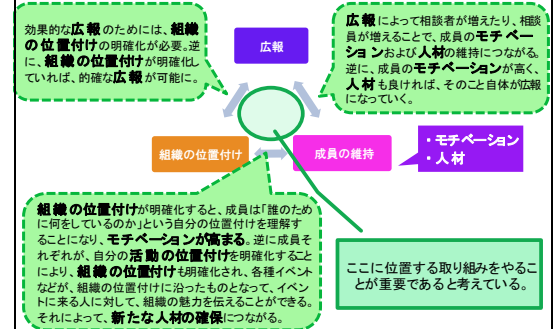 効果的な広報のためには、組織
の位置付けの明確化が必要。逆
に、組織の位置付けが明確化し
ていれば、的確な広報が可能に。
広報
広報によって相談者が増えたり、相談
員が増えることで、成員のモチベー
ションおよび人材の維持につながる。
逆に、成員のモチベーションが高く、
人材も良ければ、そのこと自体が広報
になっていく。
組織の位置付け
成員の維持
・モチベーション
・人材
組織の位置付けが明確化すると、成員は「誰のため
に何をしているのか」という自分の位置付けを理解す
ることになり、モチベーションが高まる。逆に成員そ
れぞれが、自分の活動の位置付けを明確化すること
により、組織の位置付けも明確化され、各種イベント
などが、組織の位置付けに沿ったものとなって、イベン
トに来る人に対して、組織の魅力を伝えることができる。
それによって、新たな人材の確保につながる。
ここに位置する取り組みをやるこ
とが重要であると考えている。